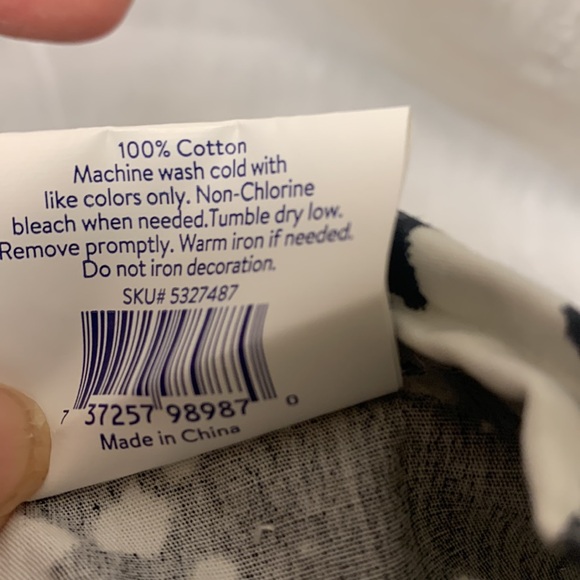 100% Cotton
Machine wash cold with
like colors only. Non-Chlorine
bleach when needed.Tumble dry low.
Remove promptly. Warm iron if needed.
Do not iron decoration.
SKU# 5327487
7 37257 98987 0
Made in China